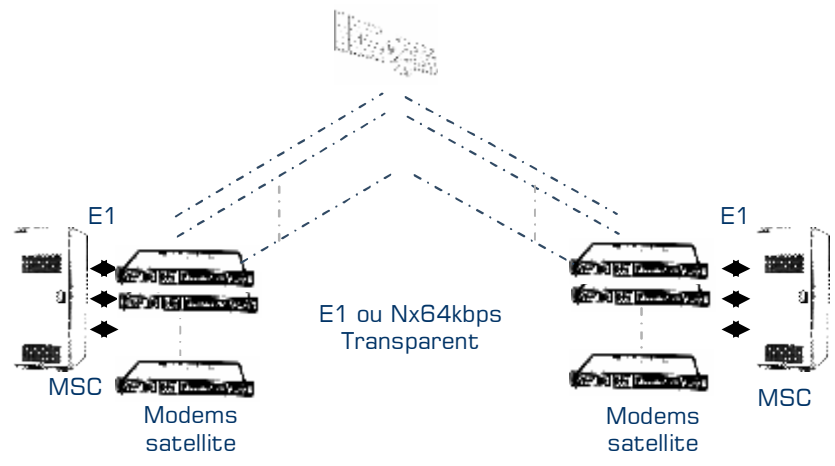 E1
E1
E1 ou Nx64kbps
Transparent
MSC
MSC
Modems
satellite
Modems
satellite